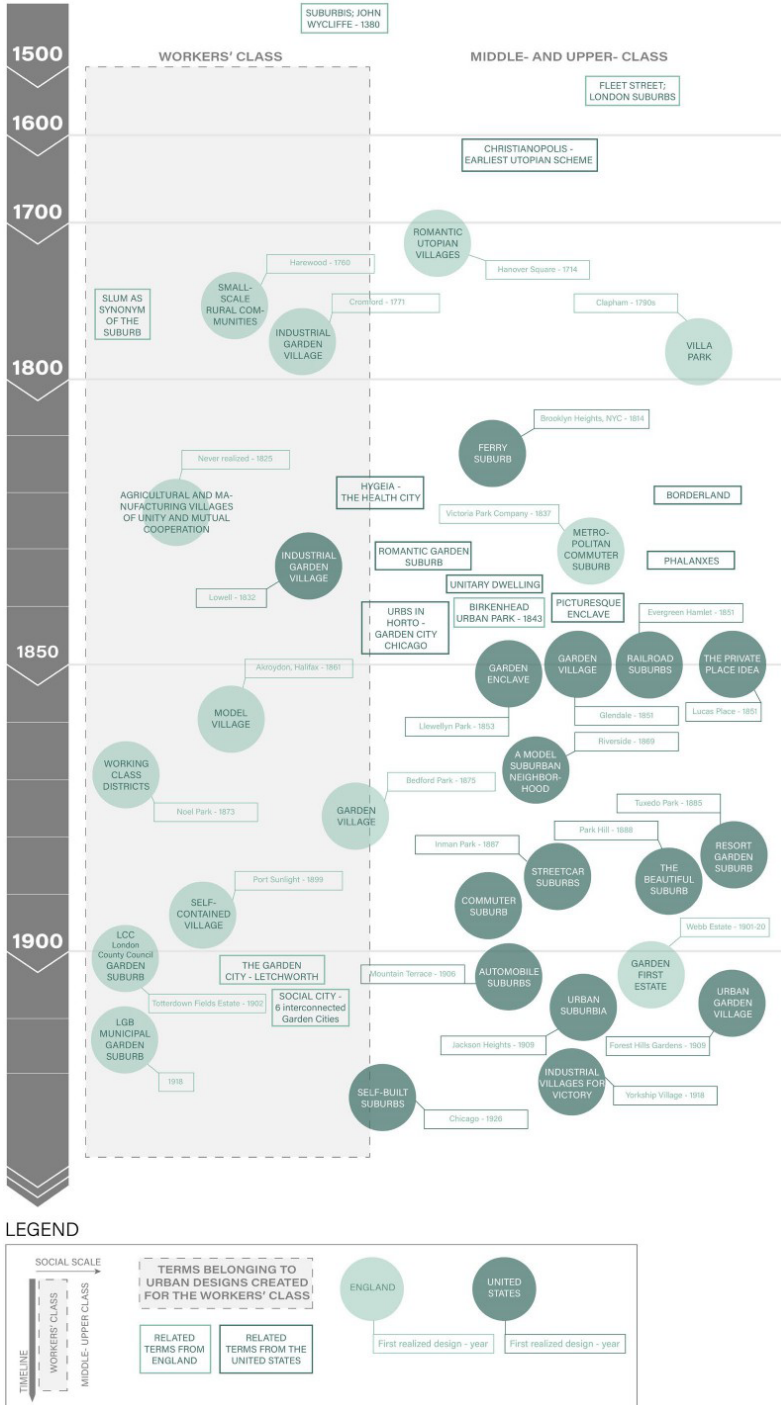 SUBURBIS; JOHN
WYCLIFFE - 1380
WORKERS' CLASS
MIDDLE- AND UPPER- CLASS
1500
FLEET STREET;
LONDON SUBURBS
1600
CHRISTIANOPOLIS -
EARLIEST UTOPIAN SCHEME
1700
ROMANTIC
UTOPIAN
VILLAGES
Hanover Square - 1714
Harewood - 1760
SMALL-
SCALE
RURAL COM-
MUNITIES
SLUM AS
SYNONYM
OF THE
SUBURB
Cromford - 1771
INDUSTRIAL
GARDEN
VILLAGE
Clapham - 1790s
VILLA
PARK
1800
Brooklyn Heights, NYC - 1814
FERRY
SUBURB
Never realized - 1825
AGRICULTURAL AND MA-
NUFACTURING VILLAGES
OF UNITY AND MUTUAL
COOPERATION
HYGEIA -
THE HEALTH CITY
BORDERLAND
Victoria Park Company - 1837
METRO-
POLITAN
COMMUTER
SUBURB
INDUSTRIAL
GARDEN
VILLAGE
Lowell - 1832
ROMANTIC GARDEN
SUBURB
PHALANXES
UNITARY DWELLING
URBS IN
HORTO -
GARDEN CITY
CHICAGO
BIRKENHEAD
URBAN PARK - 1843
PICTURESQUE
ENCLAVE
Evergreen Hamlet - 1851
1850
GARDEN
ENCLAVE
GARDEN
VILLAGE
RAILROAD
SUBURBS
THE PRIVATE
PLACE IDEA
Akroydon, Halifax - 1861
MODEL
VILLAGE
Llewellyn Park - 1853
Glendale - 1851
Lucas Place - 1851
Riverside - 1869
A MODEL
SUBURBAN
NEIGHBOR-
HOOD
WORKING
CLASS
DISTRICTS
Noel Park - 1873
Bedford Park - 1875
GARDEN
VILLAGE
Tuxedo Park - 1885
RESORT
GARDEN
SUBURB
Park Hill - 1888
THE
BEAUTIFUL
SUBURB
Inman Park - 1887
STREETCAR
SUBURBS
Port Sunlight - 1899
SELF-
CONTAINED
VILLAGE
COMMUTER
SUBURB
1900
LCC
London
County Council
GARDEN
SUBURB
Totterdown Fields Estate - 1902
THE GARDEN
CITY - LETCHWORTH
SOCIAL CITY -
6 interconnected
Garden Cities
Mountain Terrace - 1906
AUTOMOBILE
SUBURBS
Webb Estate - 1901-20
GARDEN
FIRST
ESTATE
URBAN
SUBURBIA
Jackson Heights - 1909
URBAN
GARDEN
VILLAGE
Forest Hills Gardens - 1909
LGB
MUNICIPAL
GARDEN
SUBURB
1918
INDUSTRIAL
VILLAGES FOR
VICTORY
Yorkship Village - 1918
SELF-BUILT
SUBURBS
Chicago - 1926
LEGEND
SOCIAL SCALE
TIMELINE
WORKERS' CLASS
MIDDLE- UPPER CLASS
TERMS BELONGING TO
URBAN DESIGNS CREATED
FOR THE WORKERS' CLASS
RELATED
TERMS FROM
ENGLAND
RELATED
TERMS FROM THE
UNITED STATES
ENGLAND
First realized design - year
UNITED
STATES
First realized design - year